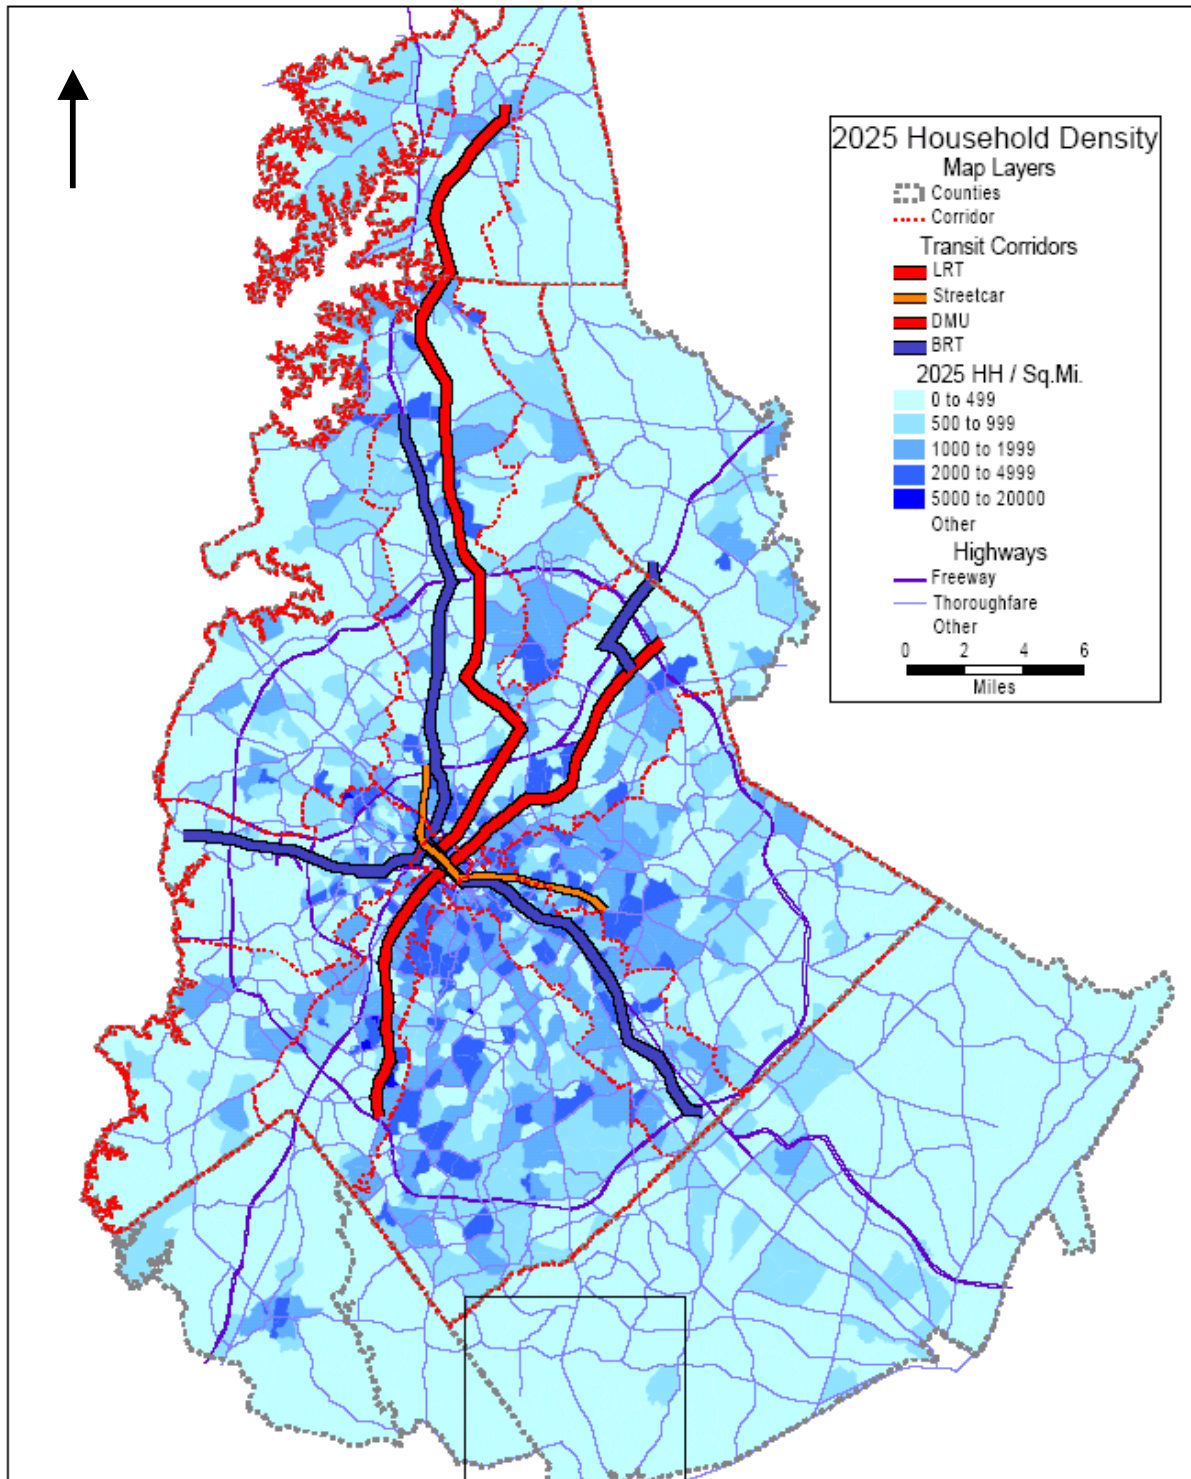 2025 Household Density
Map Layers
Counties
Corridor
Transit Corridors
LRT
Streetcar
DMU
BRT
2025 HH / Sq.Mi.
0 to 499
500 to 999
1000 to 1999
2000 to 4999
5000 to 20000
Other
Highways
Freeway
Thoroughfare
Other
0 2 4 6
Miles